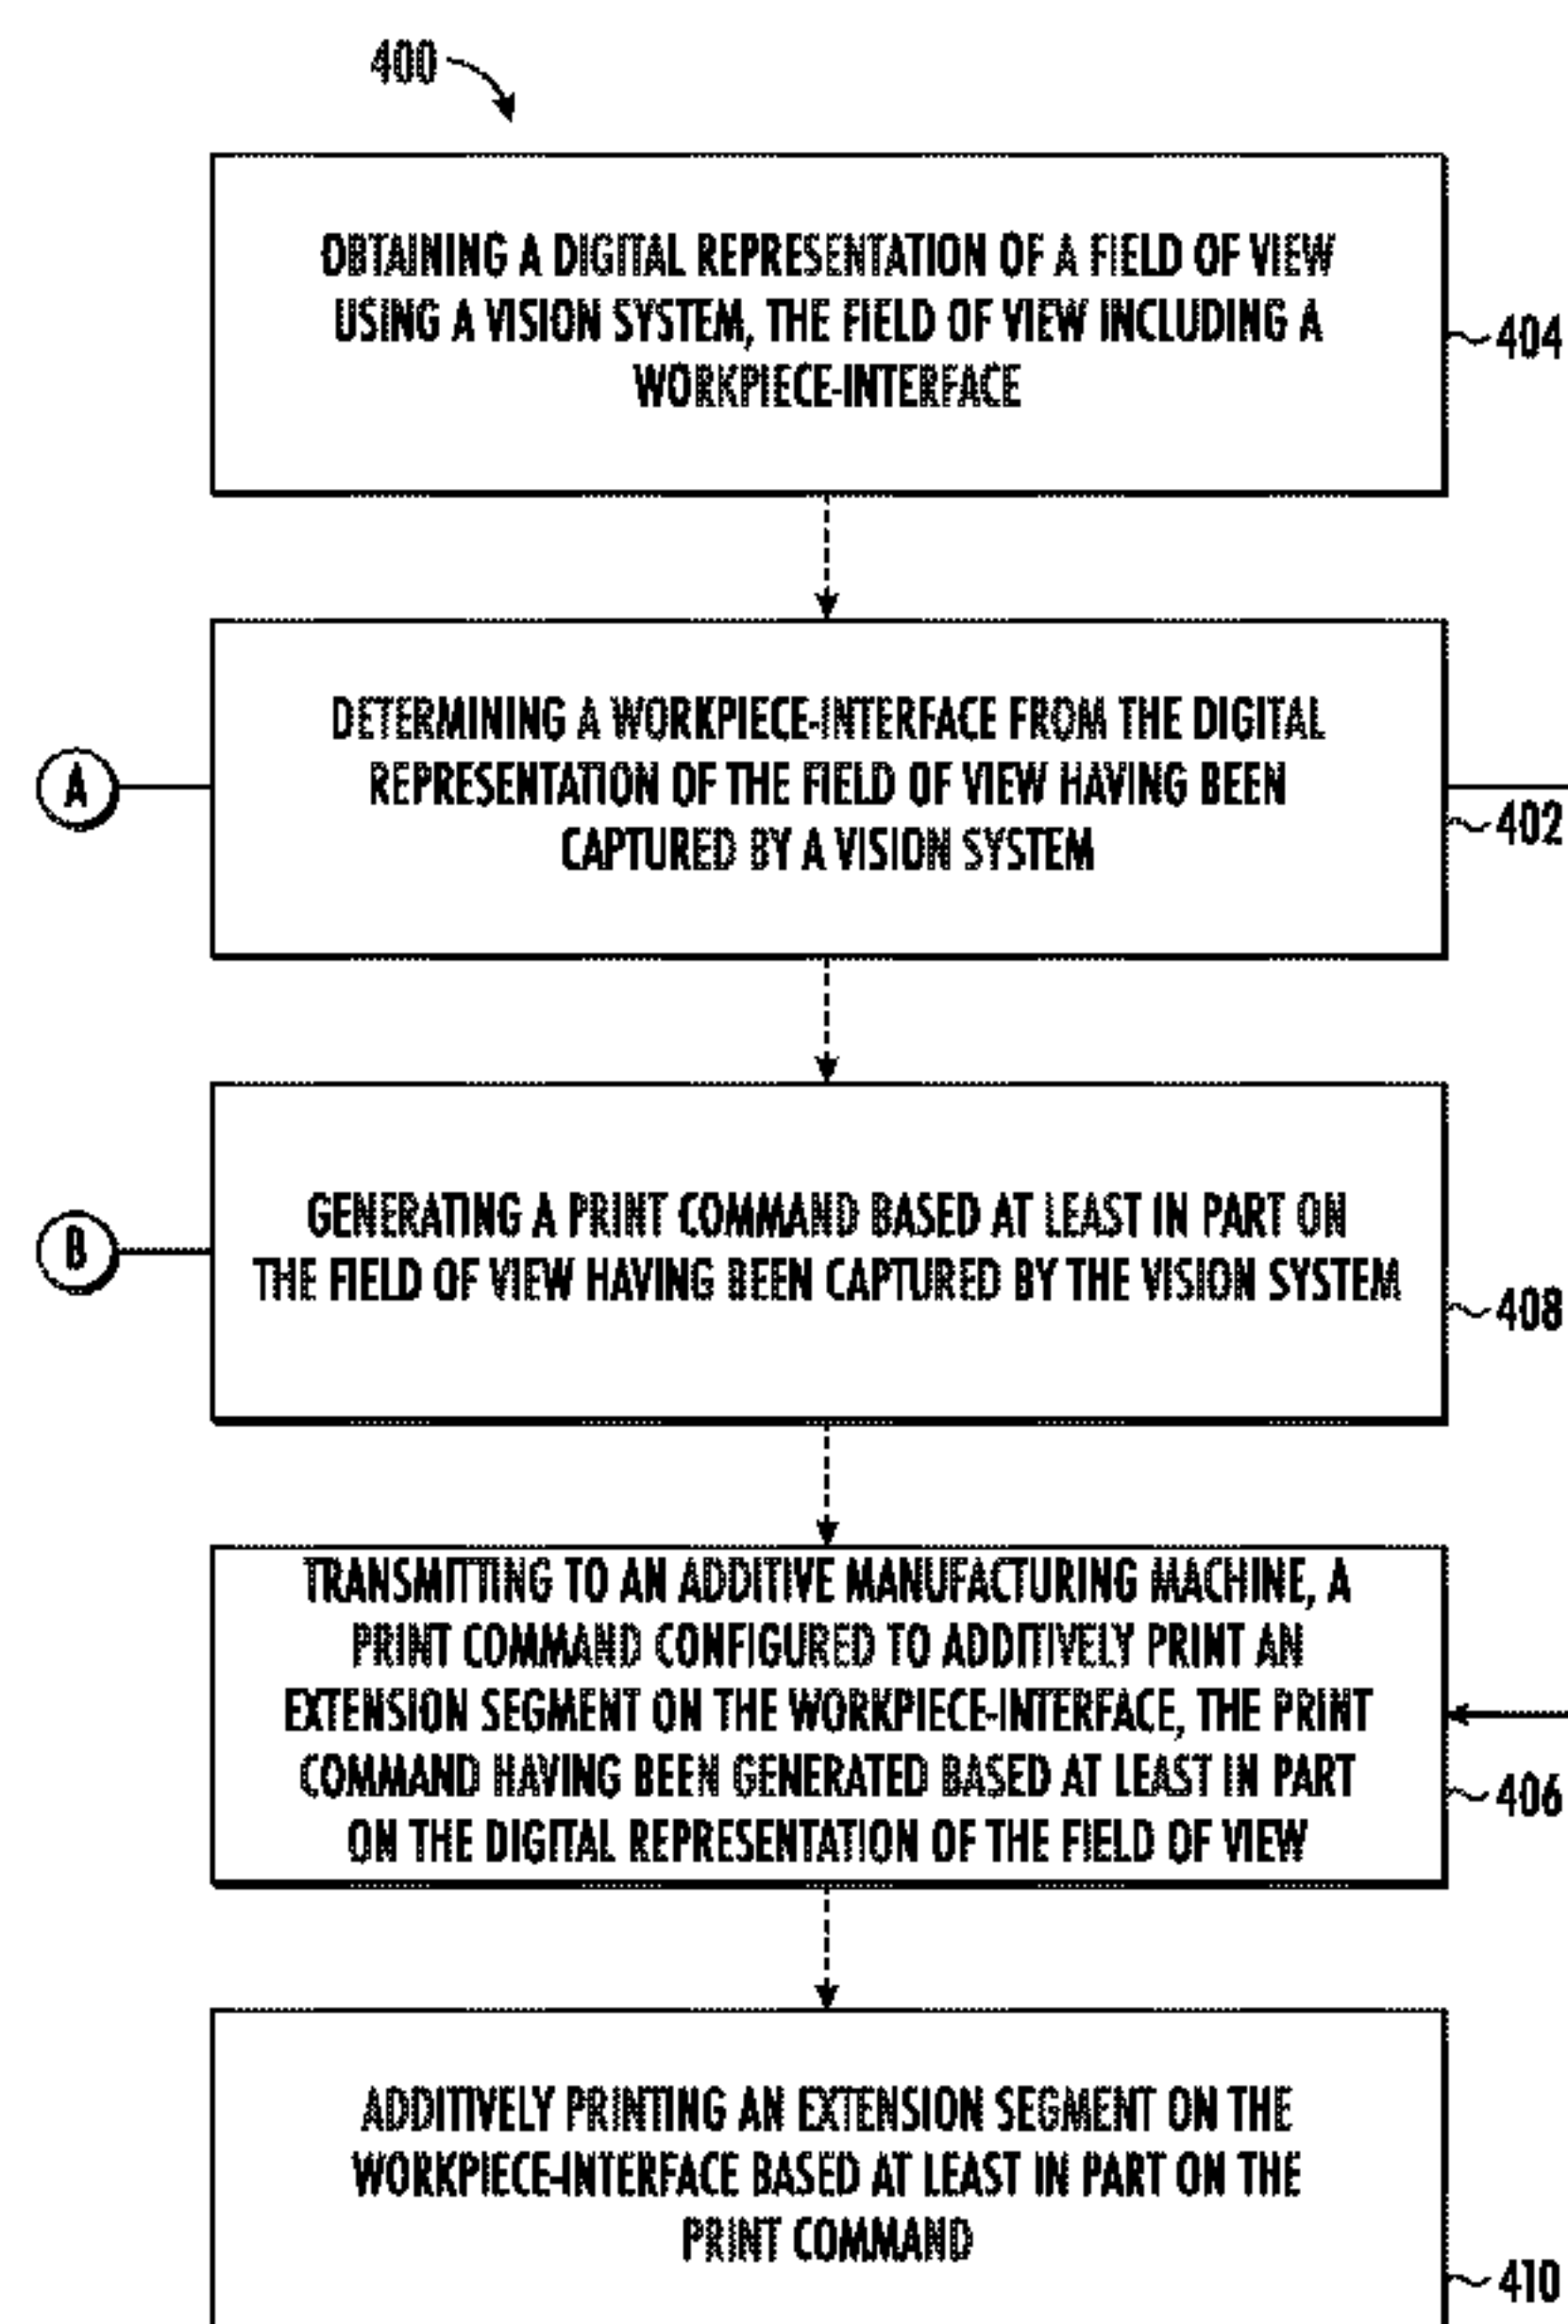 400
OBTAINING A DIGITAL REPRESENTATION OF A FIELD OF VIEW
USING A VISION SYSTEM, THE FIELD OF VIEW INCLUDING A
WORKPIECE-INTERFACE
404
DETERMINING A WORKPIECE-INTERFACE FROM THE DIGITAL
REPRESENTATION OF THE FIELD OF VIEW HAVING BEEN
CAPTURED BY A VISION SYSTEM
A
402
GENERATING A PRINT COMMAND BASED AT LEAST IN PART ON
THE FIELD OF VIEW HAVING BEEN CAPTURED BY THE VISION SYSTEM
B
408
TRANSMITTING TO AN ADDITIVE MANUFACTURING MACHINE, A
PRINT COMMAND CONFIGURED TO ADDITIVELY PRINT AN
EXTENSION SEGMENT ON THE WORKPIECE-INTERFACE, THE PRINT
COMMAND HAVING BEEN GENERATED BASED AT LEAST IN PART
ON THE DIGITAL REPRESENTATION OF THE FIELD OF VIEW
406
ADDITIVELY PRINTING AN EXTENSION SEGMENT ON THE
WORKPIECE-INTERFACE BASED AT LEAST IN PART ON THE
PRINT COMMAND
410